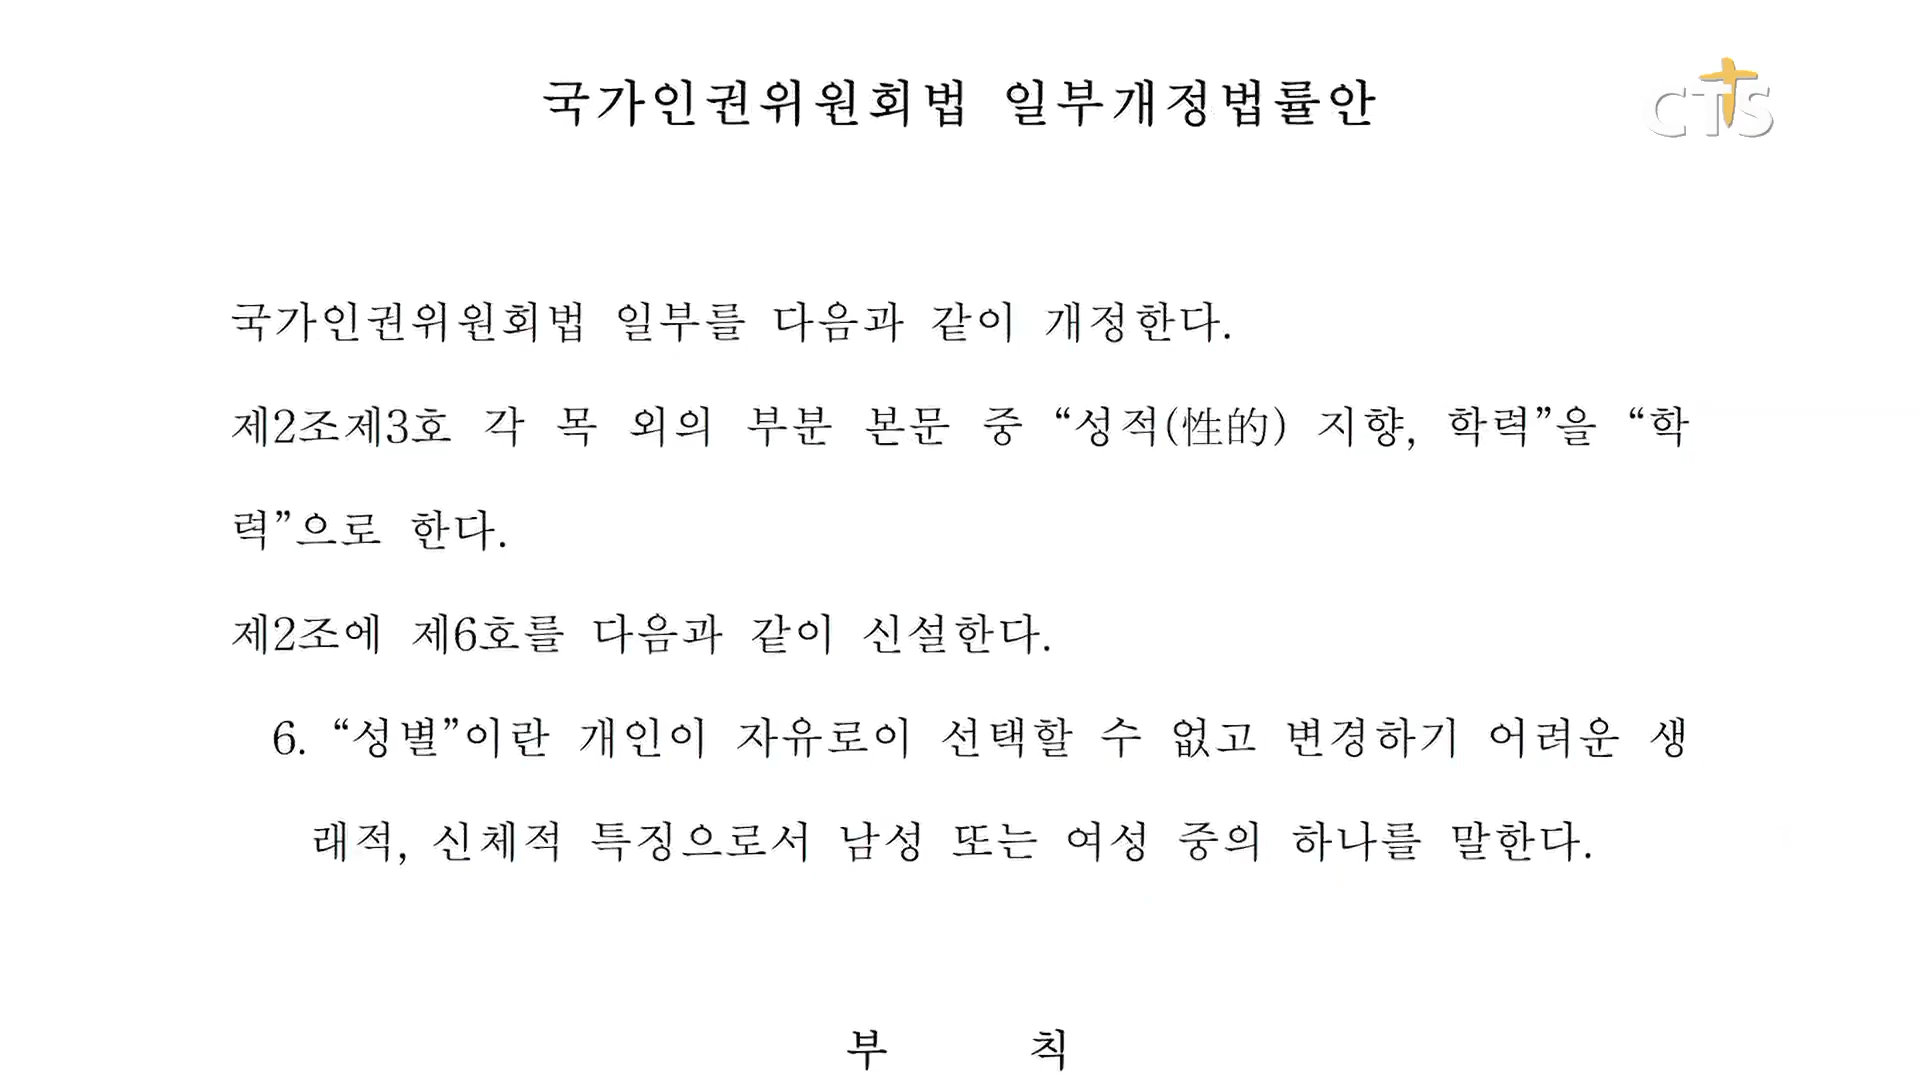 국가인권위원회법 일부개정법률안
CTS
국가인권위원회법 일부를 다음과 같이 개정한다.
제2조제3호 각 목 외의 부분 본문 중 “성적(性的) 지향, 학력”을 “학
력”으로 한다.
제2조에 제6호를 다음과 같이 신설한다.
6. “성별”이란 개인이 자유로이 선택할 수 없고 변경하기 어려운 생
래적, 신체적 특징으로서 남성 또는 여성 중의 하나를 말한다.
부 칙